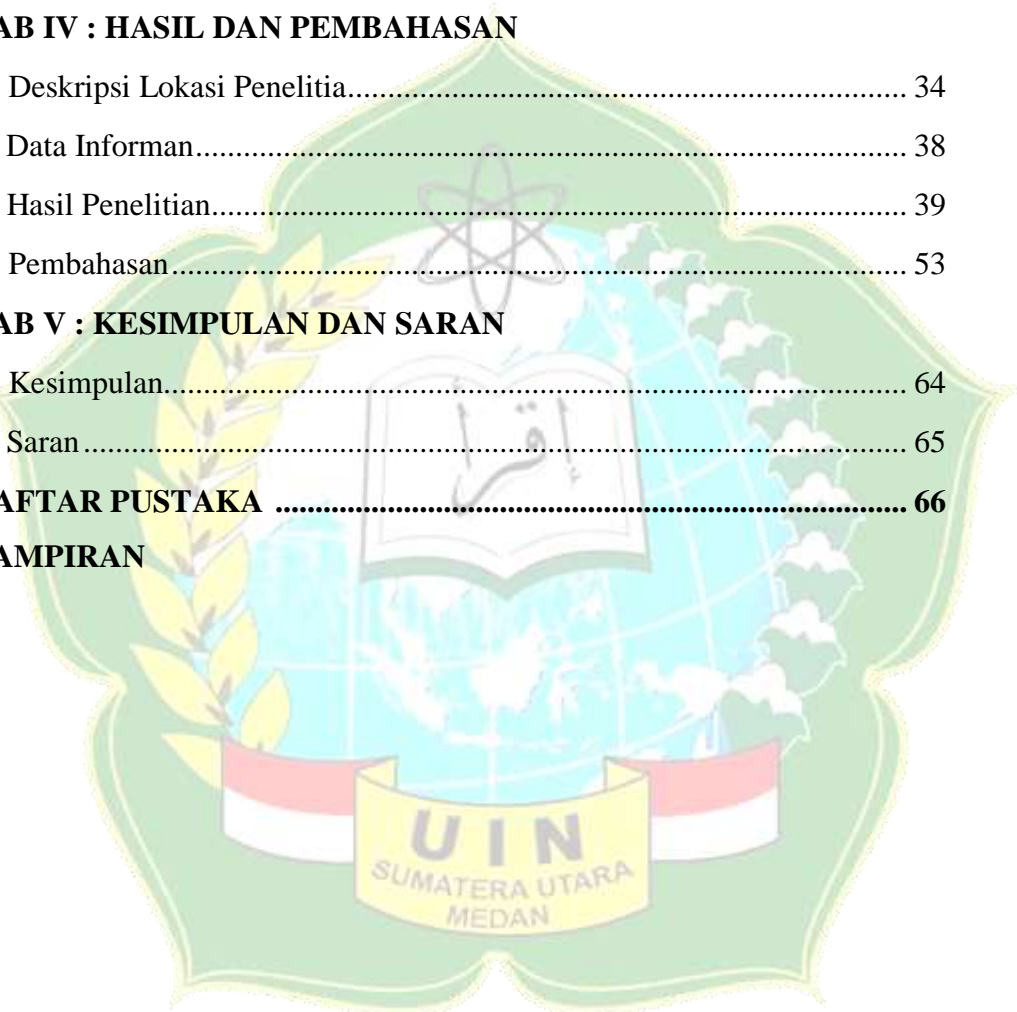 AB IV : HASIL DAN PEMBAHASAN
Deskripsi Lokasi Penelitia........................................................................ 34
Data Informan............................................................................................ 38
Hasil Penelitian.......................................................................................... 39
Pembahasan............................................................................................... 53
AB V : KESIMPULAN DAN SARAN
Kesimpulan................................................................................................ 64
Saran.......................................................................................................... 65
AFTAR PUSTAKA ................................................................................ 66
AMPIRAN
اقرأ
UIN
SUMATERA UTARA
MEDAN